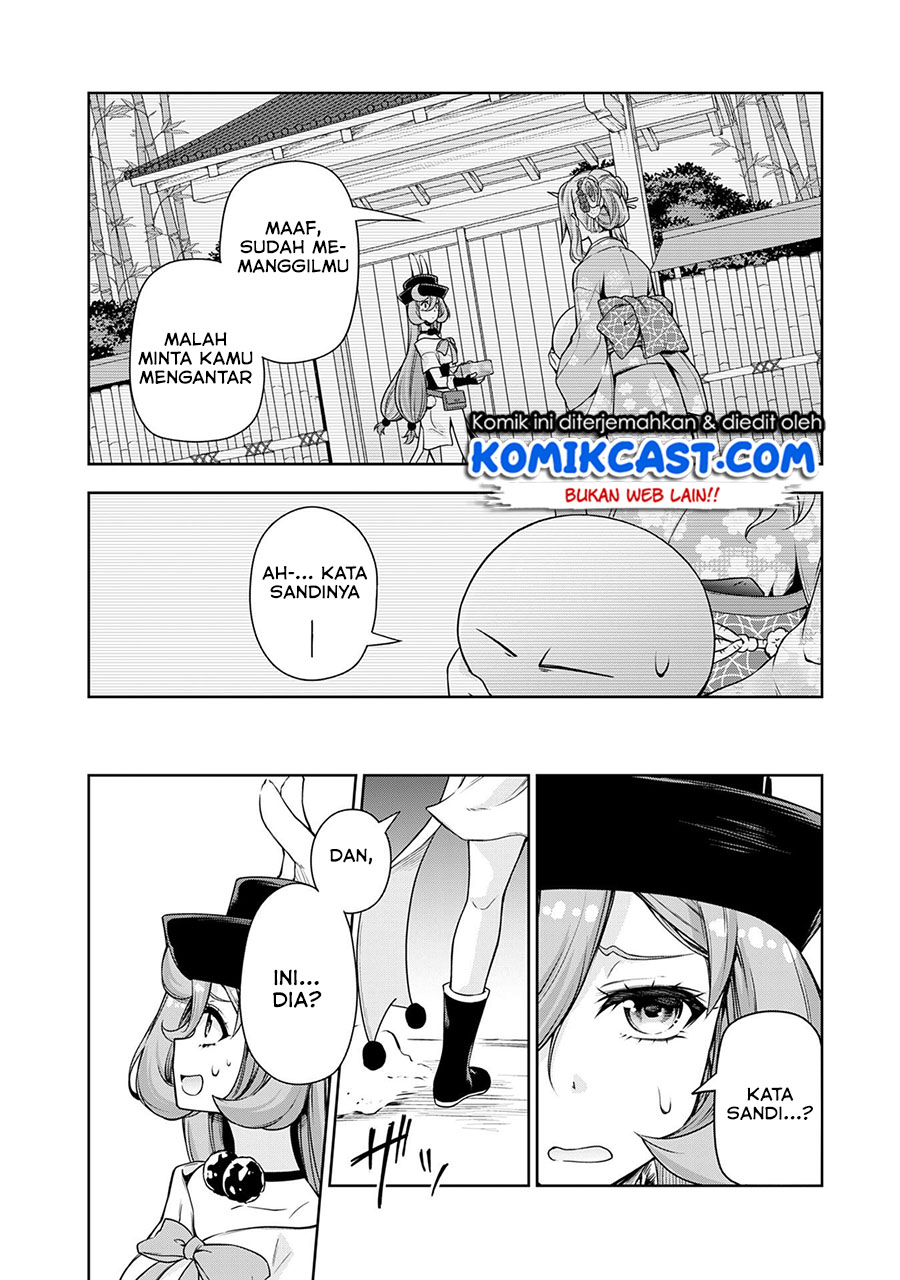 MAAF,
SUDAH ME-
MANGGILMU
MALAH
MINTA KAMU
MENGANTAR
Komik ini diterjemahkan & diedit oleh
KOMIKCAST.COM
BUKAN WEB LAIN!!
AH-... KATA
SANDINYA
—
KATA
SANDI...?
DAN,
INI...
DIA?